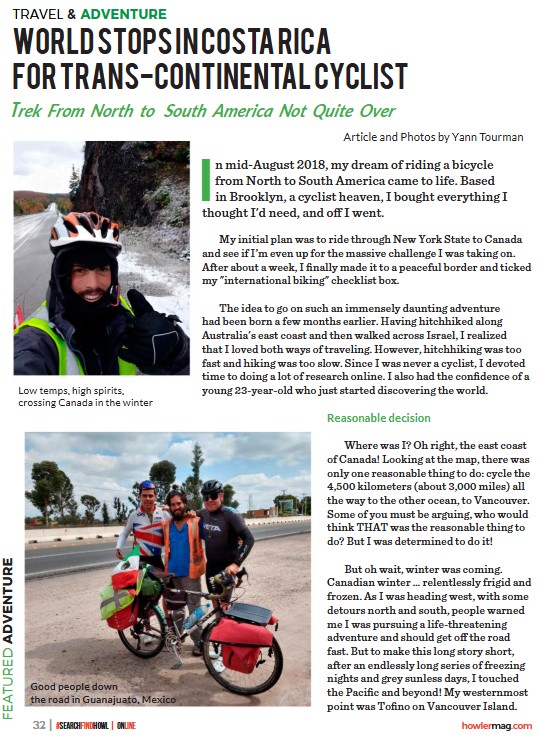 TRAVEL & ADVENTURE
WORLD STOPS IN COSTA RICA
FOR TRANS-CONTINENTAL CYCLIST
Trek From North to South America Not Quite Over
Article and Photos by Yann Tourman
In mid-August 2018, my dream of riding a bicycle
from North to South America came to life. Based
in Brooklyn, a cyclist heaven, I bought everything I
thought I'd need, and off I went.
My initial plan was to ride through New York State to Canada
and see if I'm even up for the massive challenge I was taking on.
After about a week, I finally made it to a peaceful border and ticked
my "international biking" checklist box.
The idea to go on such an immensely daunting adventure
had been born a few months earlier. Having hitchhiked along
Australia's east coast and then walked across Israel, I realized
that I loved both ways of traveling. However, hitchhiking was too
fast and hiking was too slow. Since I was never a cyclist, I devoted
time to doing a lot of research online. I also had the confidence of a
young 23-year-old who just started discovering the world.
Low temps, high spirits,
crossing Canada in the winter
Reasonable decision
Where was I? Oh right, the east coast
of Canada! Looking at the map, there was
only one reasonable thing to do: cycle the
4,500 kilometers (about 3,000 miles) all
the way to the other ocean, to Vancouver.
Some of you must be arguing, who would
think THAT was the reasonable thing to
do? But I was determined to do it!
But oh wait, winter was coming.
Canadian winter ... relentlessly frigid and
frozen. As I was heading west, with some
detours north and south, people warned
me I was pursuing a life-threatening
adventure and should get off the road
fast. But to make this long story short,
after an endlessly long series of freezing
nights and grey sunless days, I touched
the Pacific and beyond! My westernmost
point was Tofino on Vancouver Island.
Good people down
the road in Guanajuato, Mexico
FEATURED ADVENTURE
32 | #SEARCHFINDHOWL | ONLINE
howlermag.com